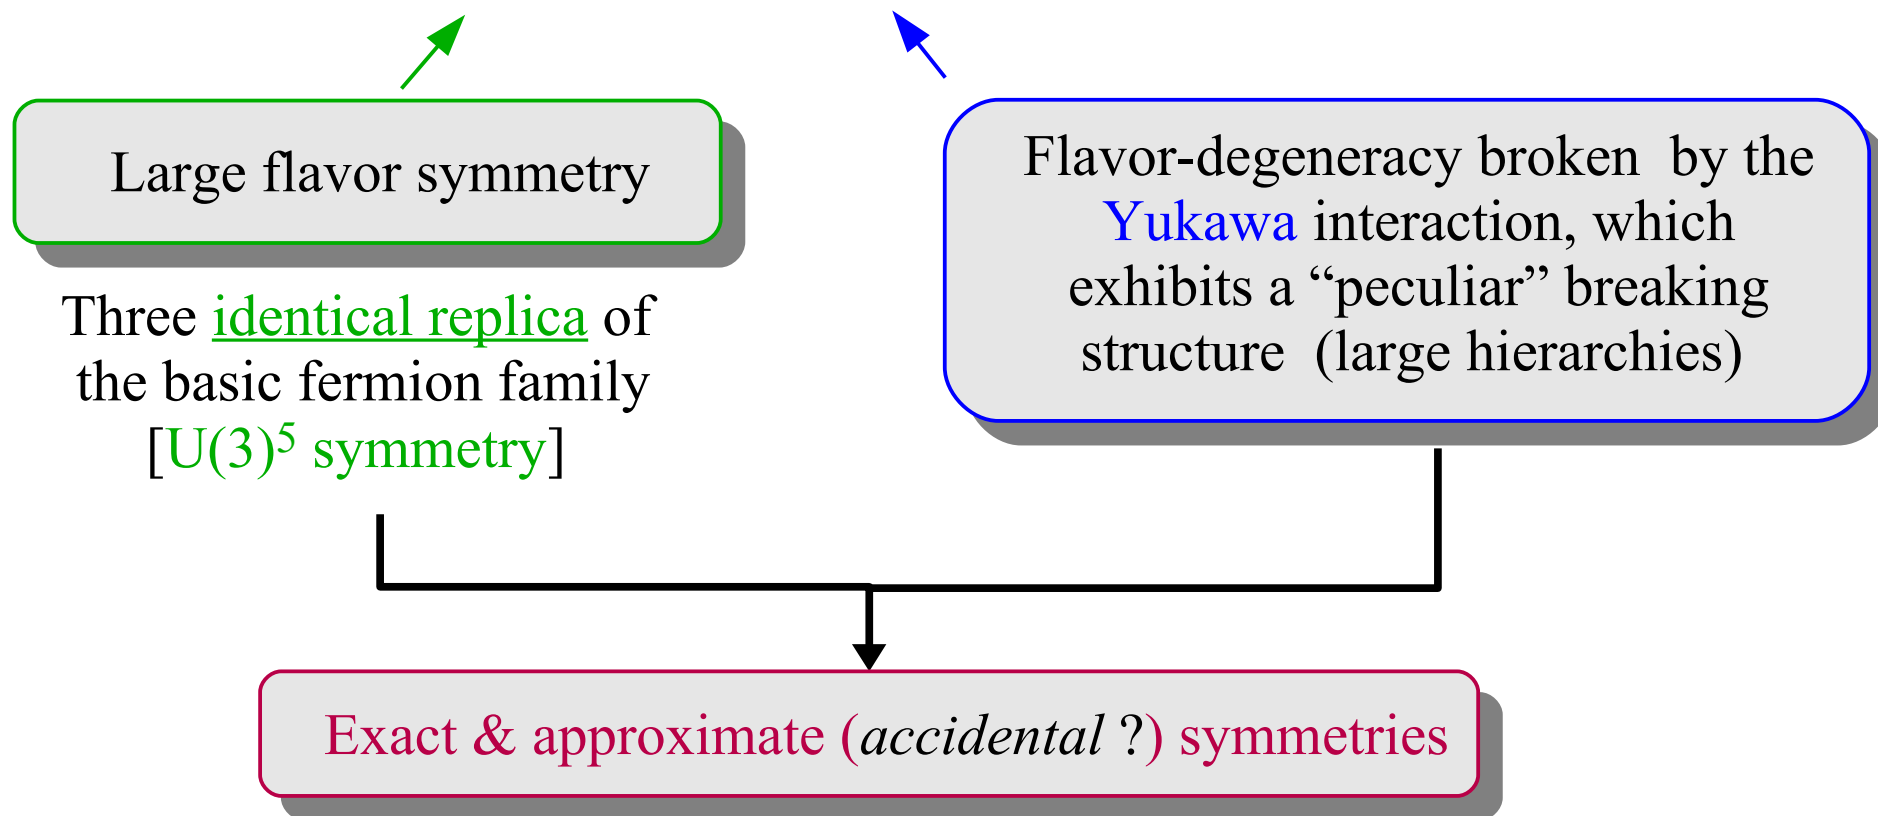 Large flavor symmetry
Three identical replica of
the basic fermion family
[U(3)⁵ symmetry]
Flavor-degeneracy broken by the
Yukawa interaction, which
exhibits a “peculiar” breaking
structure (large hierarchies)
Exact & approximate (accidental ?) symmetries